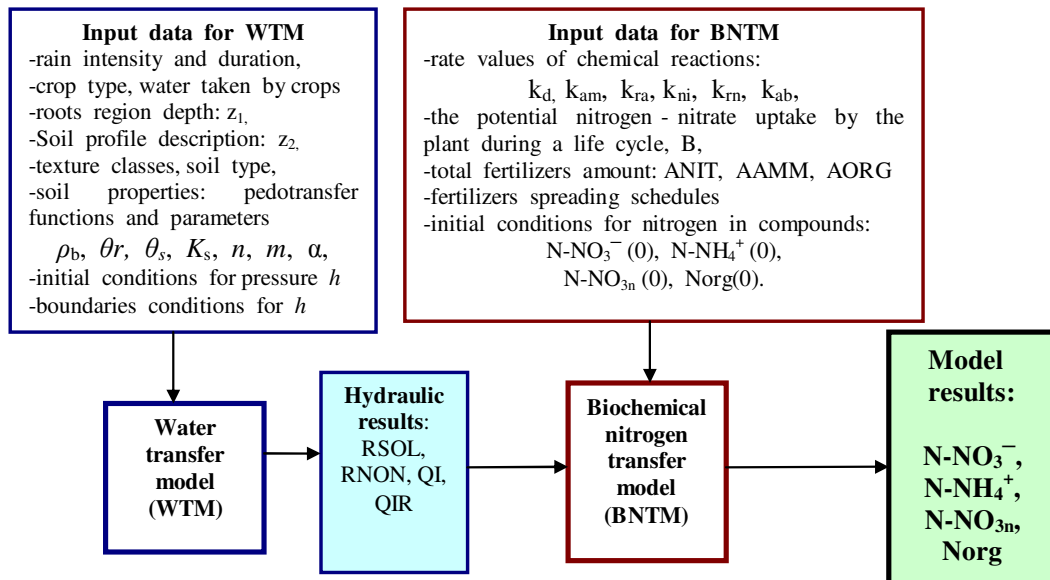 Input data for WTM
-rain intensity and duration,
-crop type, water taken by crops
-roots region depth: z₁,
-Soil profile description: z₂,
-texture classes, soil type,
-soil properties: pedotransfer
functions and parameters
ρb, θr, θs, Ks, n, m, α,
-initial conditions for pressure h
-boundaries conditions for h
Input data for BNTM
-rate values of chemical reactions:
kd, kam, kra, kni, krn, kab,
-the potential nitrogen - nitrate uptake by the
plant during a life cycle, B,
-total fertilizers amount: ANIT, AAMM, AORG
-fertilizers spreading schedules
-initial conditions for nitrogen in compounds:
N-NO₃⁻ (0), N-NH₄⁺ (0),
N-NO₃ₙ (0), Norg(0).
Water
transfer
model
(WTM)
Hydraulic
results:
RSOL,
RNON, QI,
QIR
Biochemical
nitrogen
transfer
model
(BNTM)
Model
results:
N-NO₃⁻,
N-NH₄⁺,
N-NO₃ₙ,
Norg